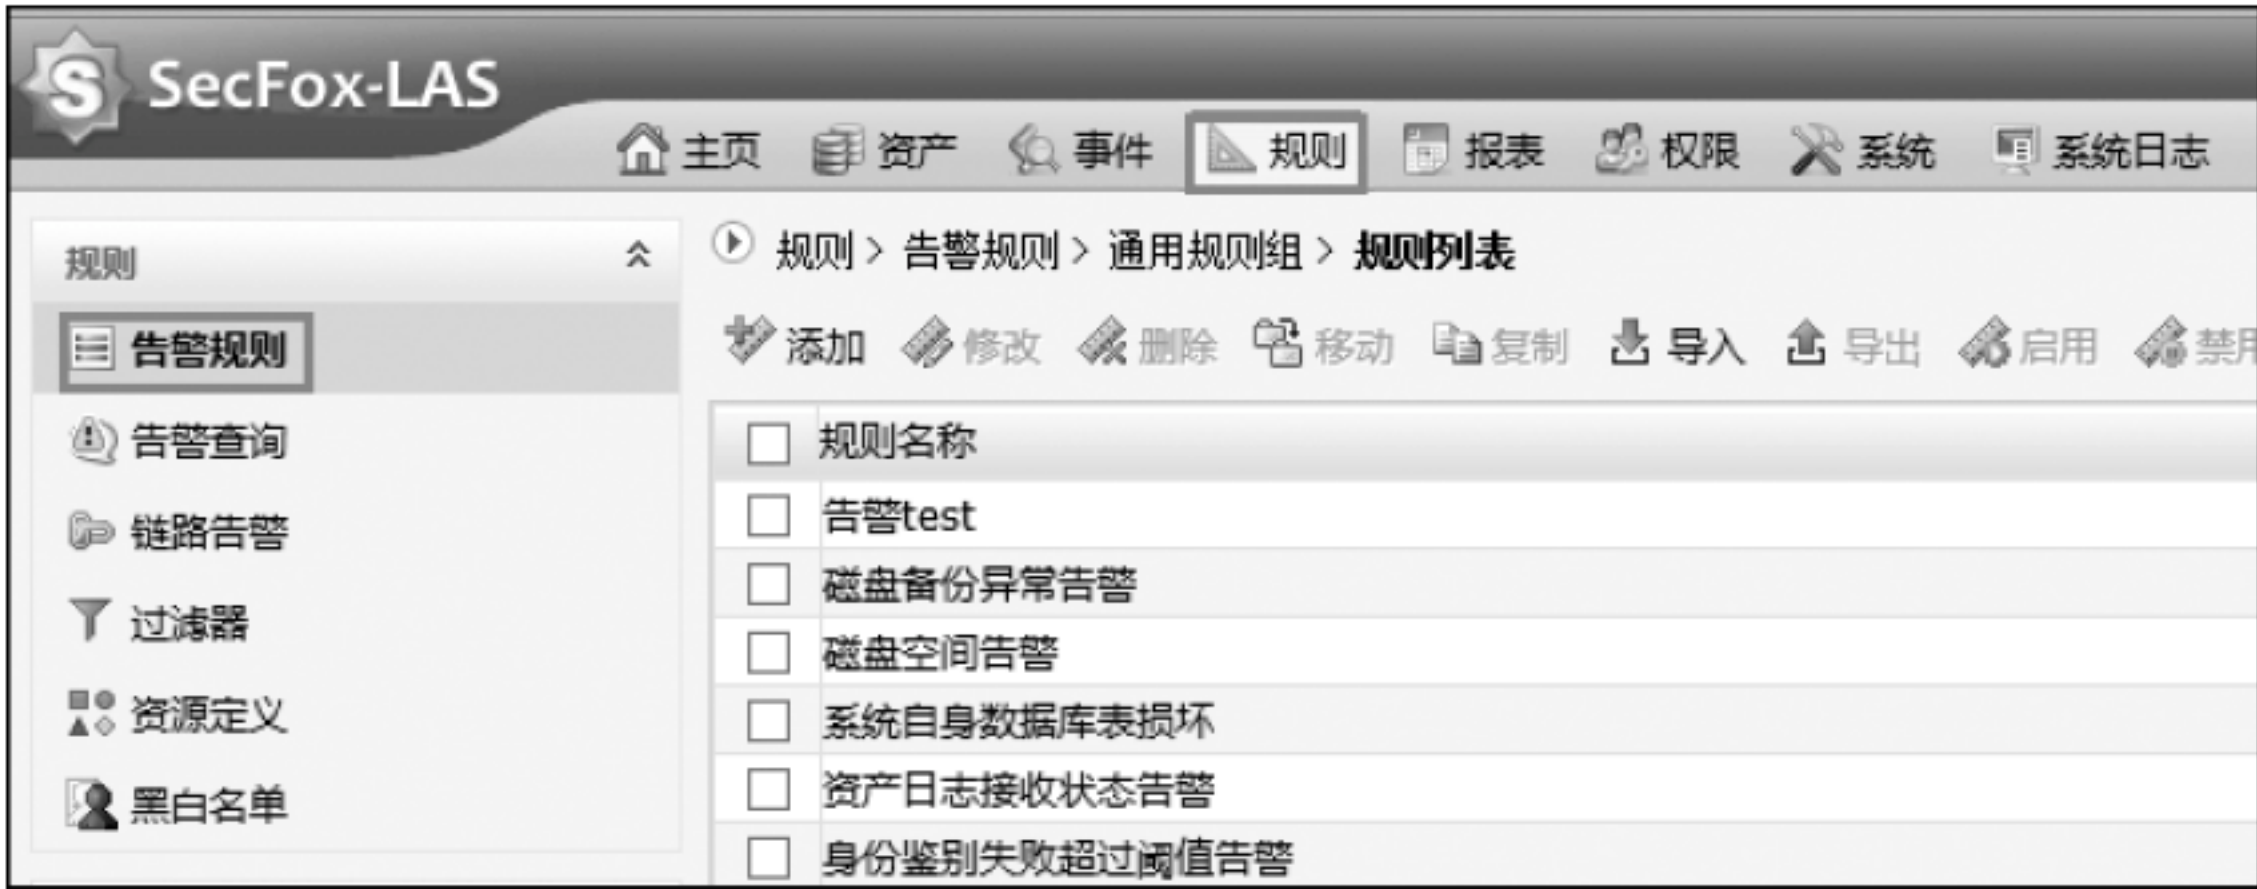 SecFox-LAS
主页 资产 事件 规则 报表 权限 系统 系统日志
规则
告警规则
告警查询
链路告警
过滤器
资源定义
黑白名单
规则 > 告警规则 > 通用规则组 > 规则列表
添加 修改 删除 移动 复制 导入 导出 启用 禁用
规则名称
告警test
磁盘备份异常告警
磁盘空间告警
系统自身数据库表损坏
资产日志接收状态告警
身份鉴别失败超过阈值告警